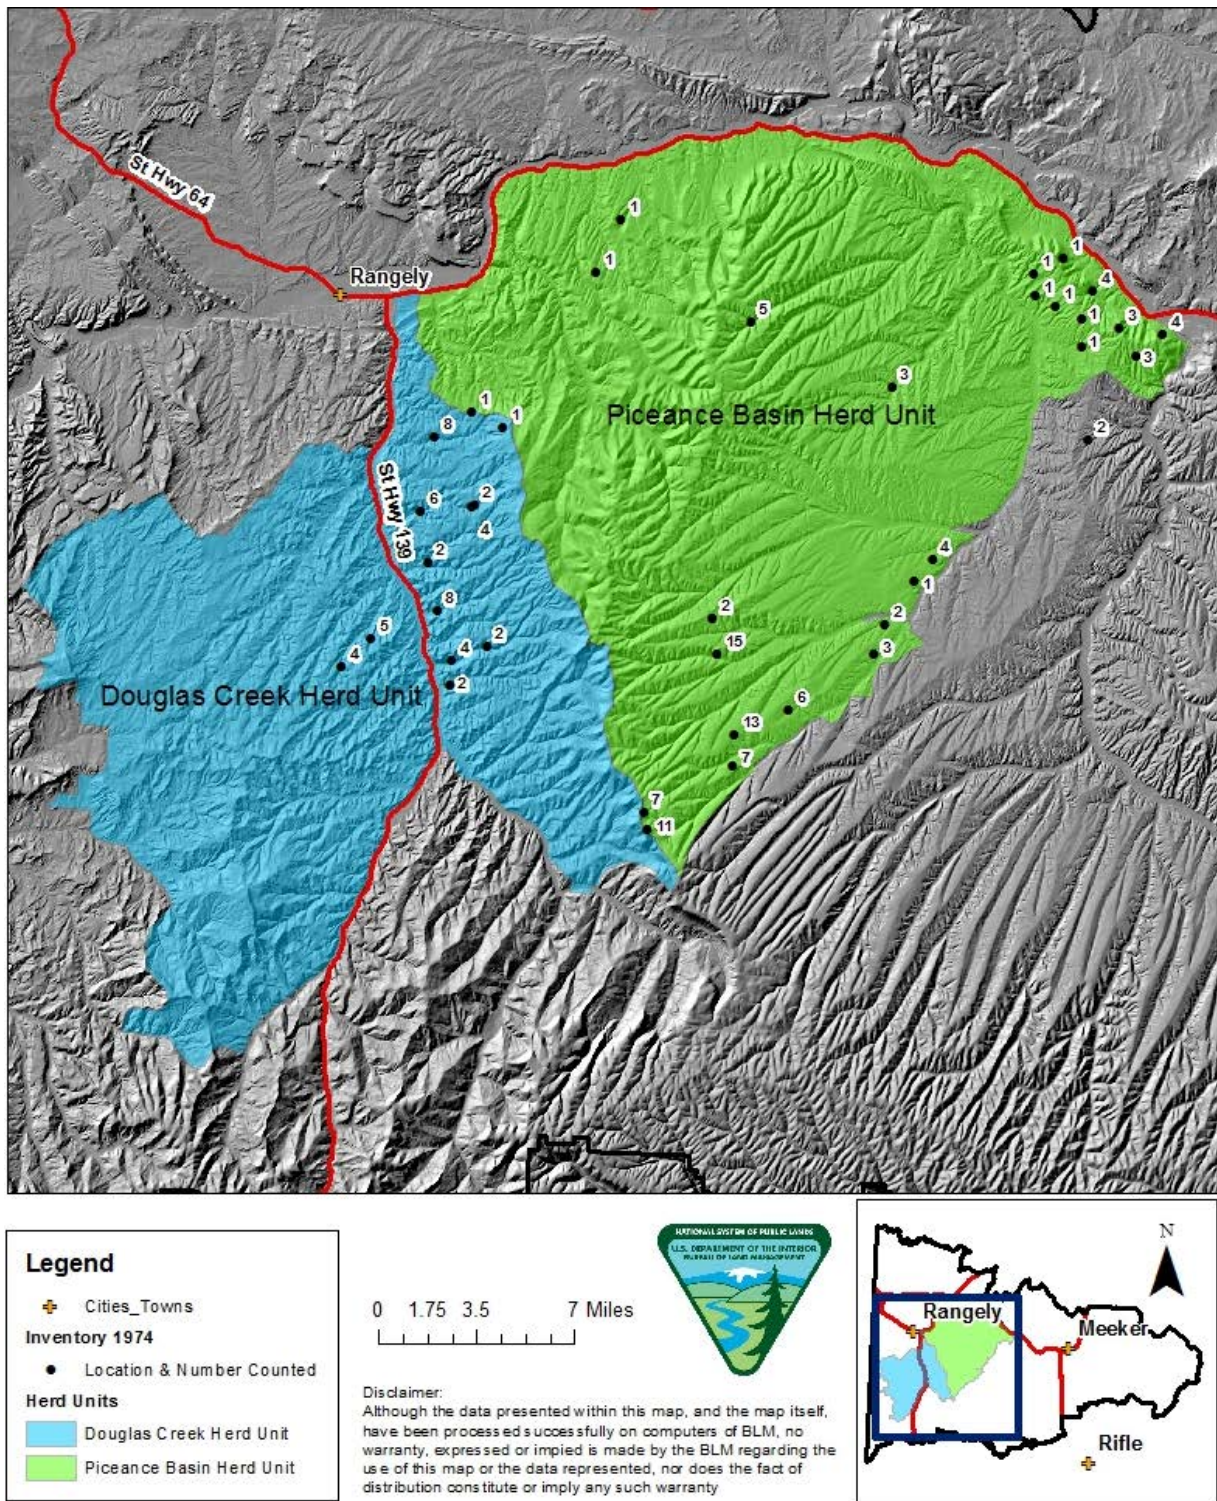 St Hwy 64
Rangely
1
1
1
1
4
1
1
1
3
4
1
3
5
3
Piceance Basin Herd Unit
2
1
1
8
6
2
4
2
4
1
8
2
2
5
4
2
4
15
3
2
St Hwy 139
Douglas Creek Herd Unit
6
13
7
7
11
Legend
Cities_Towns
Inventory 1974
Location & Number Counted
Herd Units
Douglas Creek Herd Unit
Piceance Basin Herd Unit
0 1.75 3.5 7 Miles
NATIONAL SYSTEM OF PUBLIC LANDS
U.S. DEPARTMENT OF THE INTERIOR
BUREAU OF LAND MANAGEMENT
Disclaimer:
Although the data presented within this map, and the map itself,
have been processed successfully on computers of BLM, no
warranty, expressed or impied is made by the BLM regarding the
use of this map or the data represented, nor does the fact of
distribution constitute or imply any such warranty
N
Rangely
Meeker
Rifle